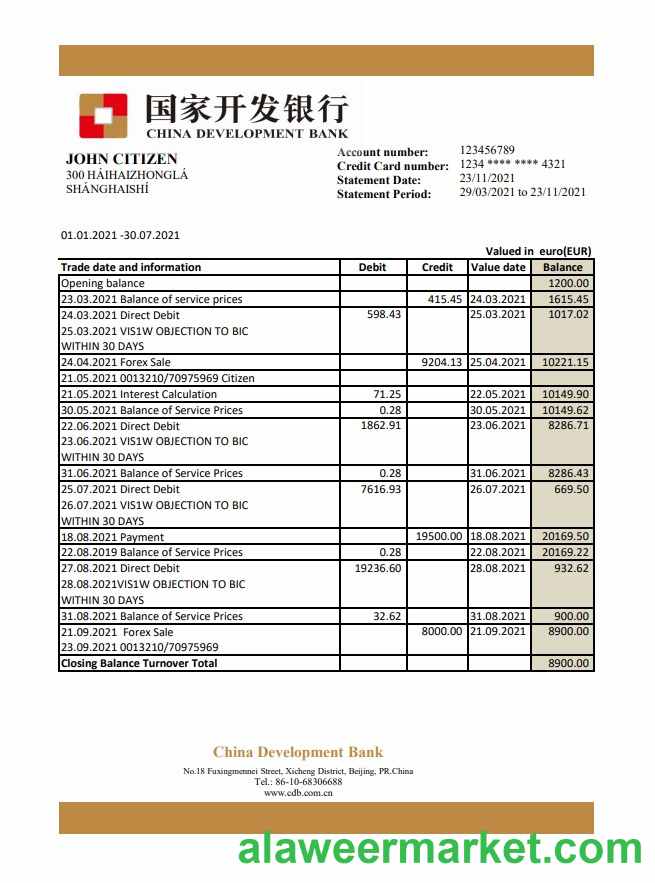 国家开发银行
CHINA DEVELOPMENT BANK
JOHN CITIZEN
300 HÀIHAIZHONGLÀ
SHÀNGHAISHÍ
Account number: 123456789
Credit Card number: 1234 **** **** 4321
Statement Date: 23/11/2021
Statement Period: 29/03/2021 to 23/11/2021
01.01.2021 -30.07.2021
Valued in euro(EUR)
Trade date and information Debit Credit Value date Balance
Opening balance 1200.00
23.03.2021 Balance of service prices 415.45 24.03.2021 1615.45
24.03.2021 Direct Debit 598.43 25.03.2021 1017.02
25.03.2021 VIS1W OBJECTION TO BIC
WITHIN 30 DAYS
24.04.2021 Forex Sale 9204.13 25.04.2021 10221.15
21.05.2021 0013210/70975969 Citizen
21.05.2021 Interest Calculation 71.25 22.05.2021 10149.90
30.05.2021 Balance of Service Prices 0.28 30.05.2021 10149.62
22.06.2021 Direct Debit 1862.91 23.06.2021 8286.71
23.06.2021 VIS1W OBJECTION TO BIC
WITHIN 30 DAYS
31.06.2021 Balance of Service Prices 0.28 31.06.2021 8286.43
25.07.2021 Direct Debit 7616.93 26.07.2021 669.50
26.07.2021 VIS1W OBJECTION TO BIC
WITHIN 30 DAYS
18.08.2021 Payment 19500.00 18.08.2021 20169.50
22.08.2019 Balance of Service Prices 0.28 22.08.2021 20169.22
27.08.2021 Direct Debit 19236.60 28.08.2021 932.62
28.08.2021VIS1W OBJECTION TO BIC
WITHIN 30 DAYS
31.08.2021 Balance of Service Prices 32.62 31.08.2021 900.00
21.09.2021 Forex Sale 8000.00 21.09.2021 8900.00
23.09.2021 0013210/70975969
Closing Balance Turnover Total 8900.00
China Development Bank
No.18 Fuxingmennei Street, Xicheng District, Beijing, PR.China
Tel.: 86-10-68306688
www.cdb.com.cn
alaweermarket.com